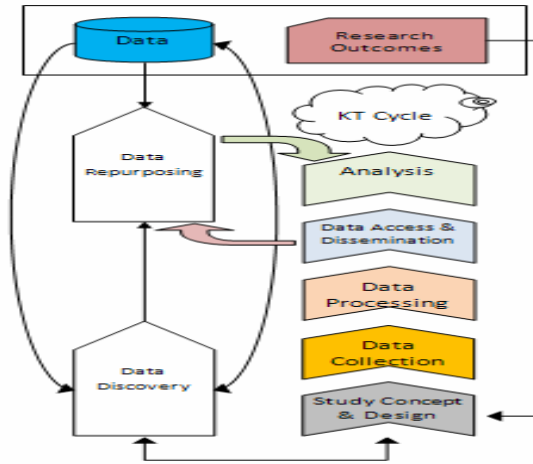 Data
Research
Outcomes
KT Cycle
Data
Repurposing
Analysis
Data Access &
Dissemination
Data
Processing
Data
Collection
Data
Discovery
Study Concept
& Design